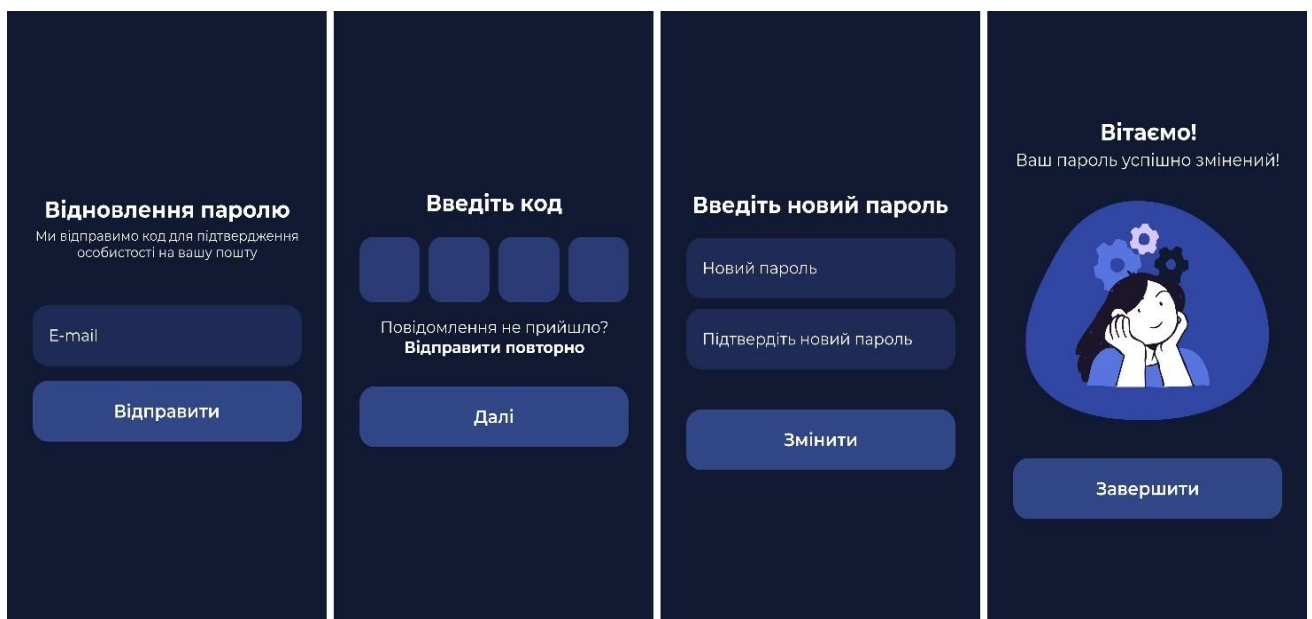 Відновлення паролю
Ми відправимо код для підтвердження
особистості на вашу пошту
E-mail
Відправити
Введіть код
Повідомлення не прийшло?
Відправити повторно
Далі
Введіть новий пароль
Новий пароль
Підтвердіть новий пароль
Змінити
Вітаємо!
Ваш пароль успішно змінений!
Завершити